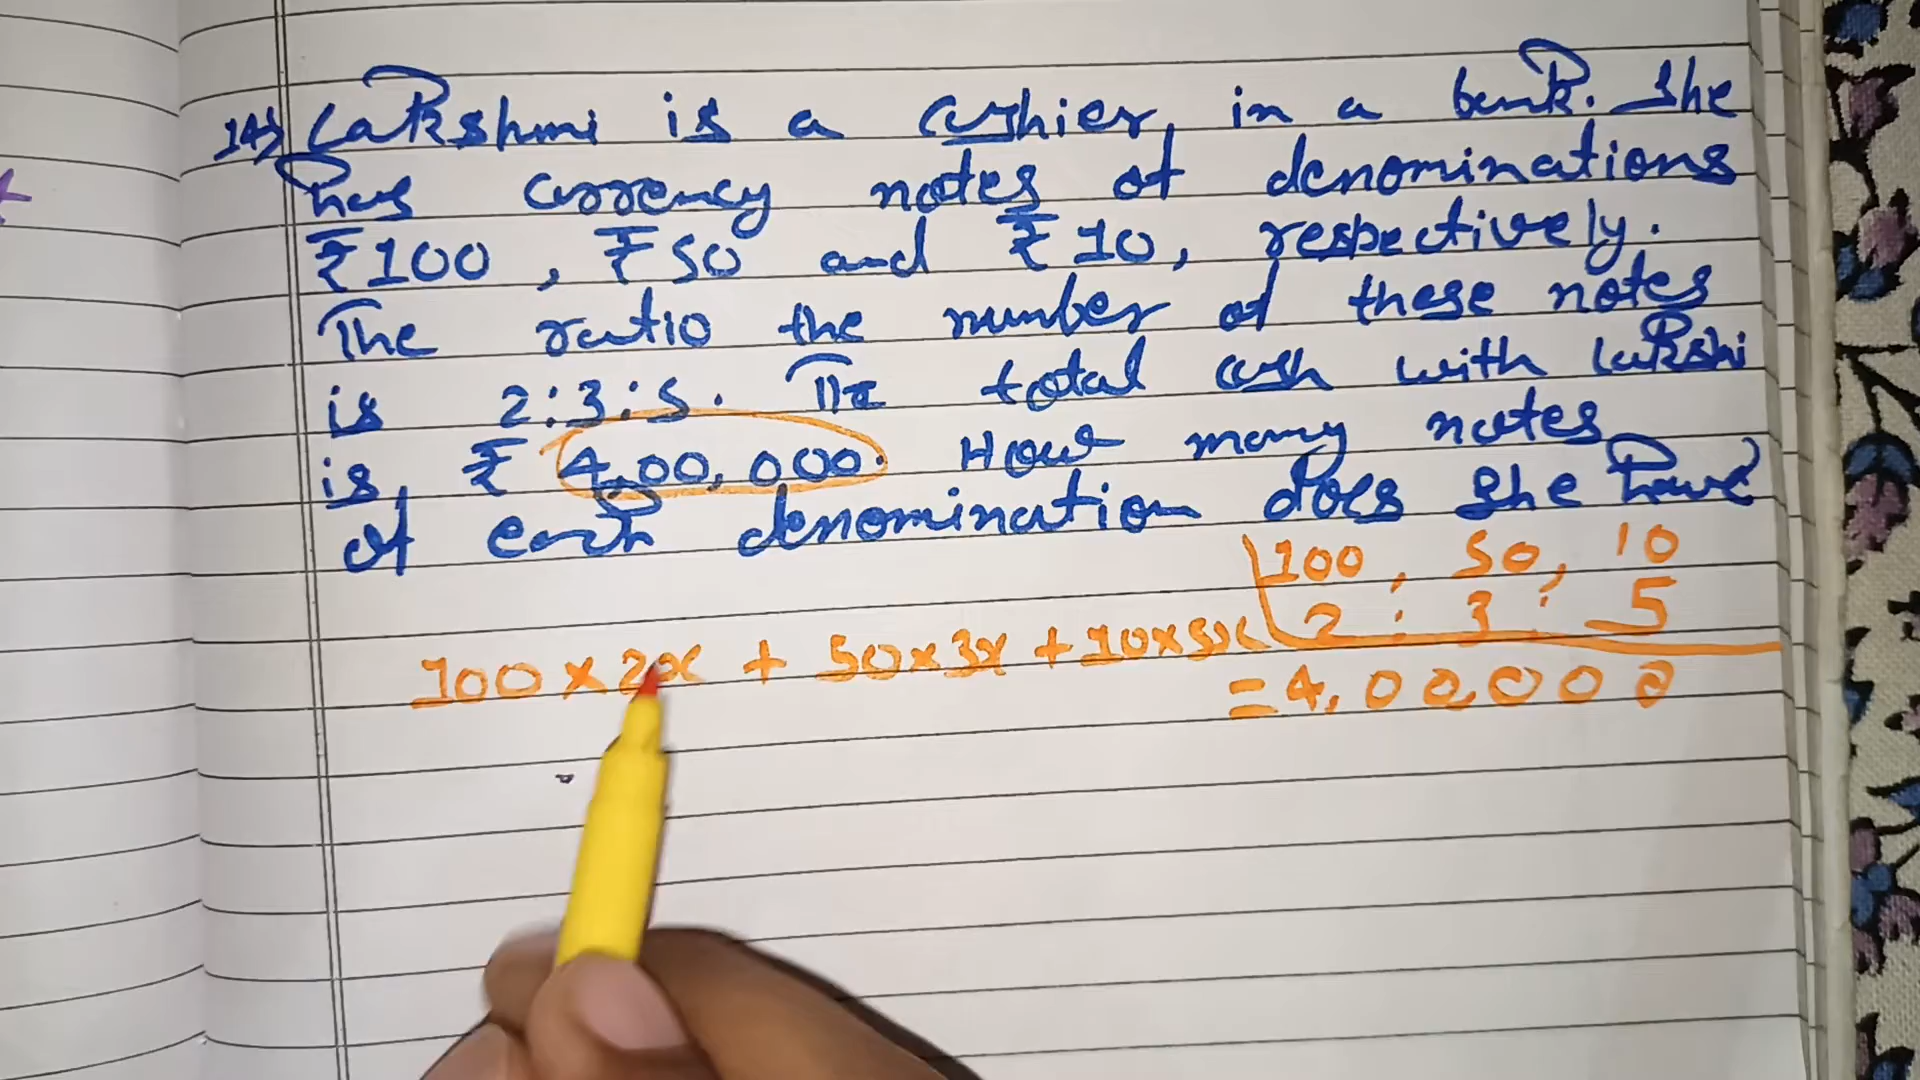 14) Lakshmi is a cashier, in a bank. She
has currency notes of denominations
₹100, ₹50 and ₹10, respectively.
The ratio the number of these notes
is 2:3:5. The total cash with Lakshi
is, ₹ 4,00,000. How many notes
of each denomination does she have
100, 50, 10
2 : 3 : 5
100 × 2x + 50×3x + 10×5x
= 4,00,000